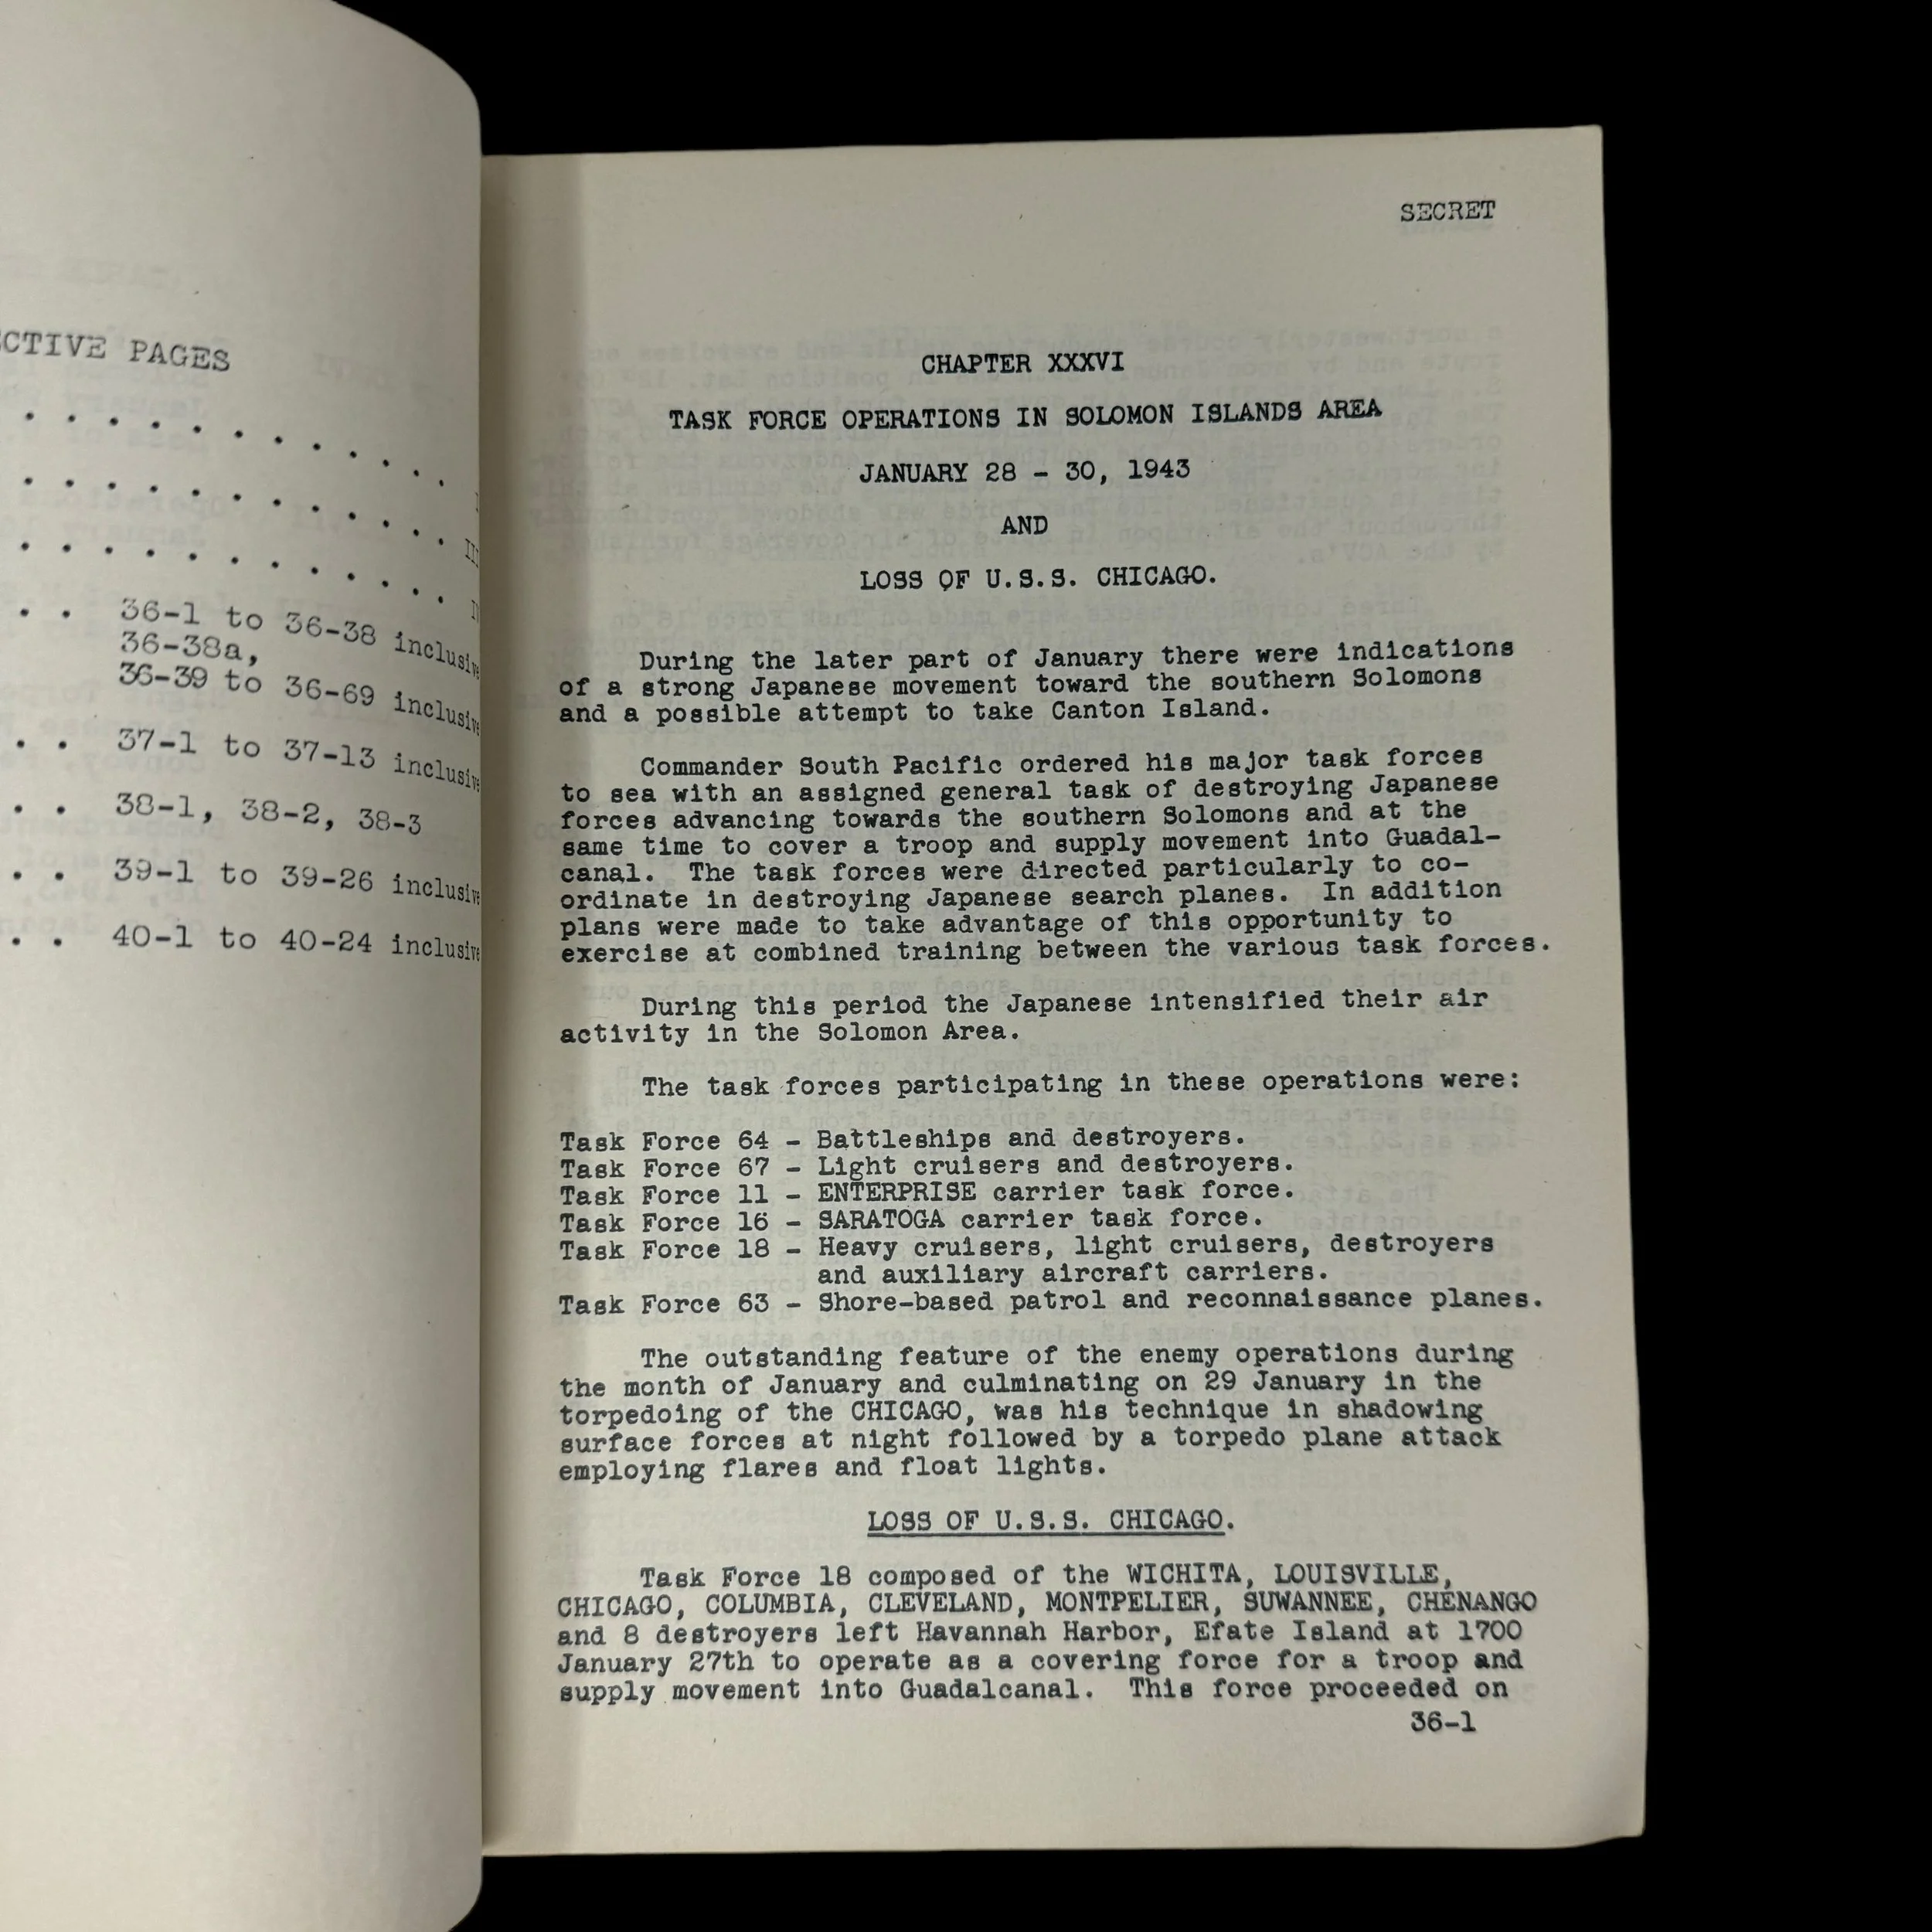 CTIVE PAGES
. . . . . . . . . . . .
. . . . . . . . . . . . III
. . . . . . . . . . .
. . 36-1 to 36-38 inclusive
36-38a,
36-39 to 36-69 inclusive
. . 37-1 to 37-13 inclusive
. . 38-1, 38-2, 38-3
. . 39-1 to 39-26 inclusive
. . 40-1 to 40-24 inclusive
SECRET
CHAPTER XXXVI
TASK FORCE OPERATIONS IN SOLOMON ISLANDS AREA
JANUARY 28 - 30, 1943
AND
LOSS OF U.S.S. CHICAGO.
During the later part of January there were indications
of a strong Japanese movement toward the southern Solomons
and a possible attempt to take Canton Island.
Commander South Pacific ordered his major task forces
to sea with an assigned general task of destroying Japanese
forces advancing towards the southern Solomons and at the
same time to cover a troop and supply movement into Guadal-
canal. The task forces were directed particularly to co-
ordinate in destroying Japanese search planes. In addition
plans were made to take advantage of this opportunity to
exercise at combined training between the various task forces.
During this period the Japanese intensified their air
activity in the Solomon Area.
The task forces participating in these operations were:
Task Force 64 - Battleships and destroyers.
Task Force 67 - Light cruisers and destroyers.
Task Force 11 - ENTERPRISE carrier task force.
Task Force 16 - SARATOGA carrier task force.
Task Force 18 - Heavy cruisers, light cruisers, destroyers
and auxiliary aircraft carriers.
Task Force 63 - Shore-based patrol and reconnaissance planes.
The outstanding feature of the enemy operations during
the month of January and culminating on 29 January in the
torpedoing of the CHICAGO, was his technique in shadowing
surface forces at night followed by a torpedo plane attack
employing flares and float lights.
LOSS OF U.S.S. CHICAGO.
Task Force 18 composed of the WICHITA, LOUISVILLE,
CHICAGO, COLUMBIA, CLEVELAND, MONTPELIER, SUWANNEE, CHENANGO
and 8 destroyers left Havannah Harbor, Efate Island at 1700
January 27th to operate as a covering force for a troop and
supply movement into Guadalcanal. This force proceeded on
36-1